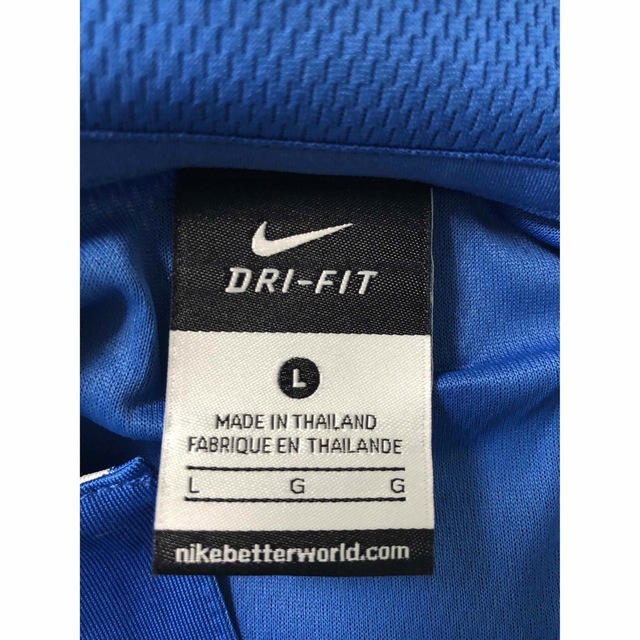 DRI-FIT
L
MADE IN THAILAND
FABRIQUE EN THAILANDE
L G G
nikebetterworld.com